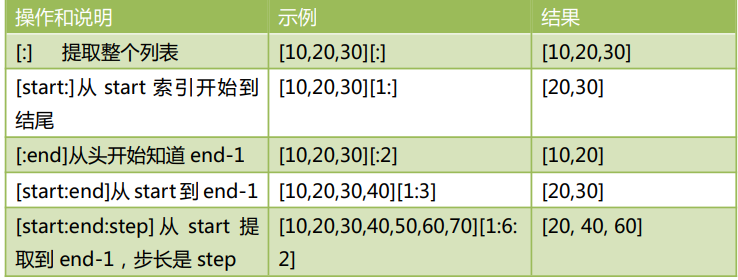 操作和说明 示例 结果
[:] 提取整个列表 [10,20,30][:] [10,20,30]
[start:]从 start 索引开始到 [10,20,30][1:] [20,30]
结尾
[:end]从头开始知道 end-1 [10,20,30][:2] [10,20]
[start:end]从 start 到 end-1 [10,20,30,40][1:3] [20,30]
[start:end:step] 从 start 提 [10,20,30,40,50,60,70][1:6: [20, 40, 60]
取到 end-1，步长是 step 2]